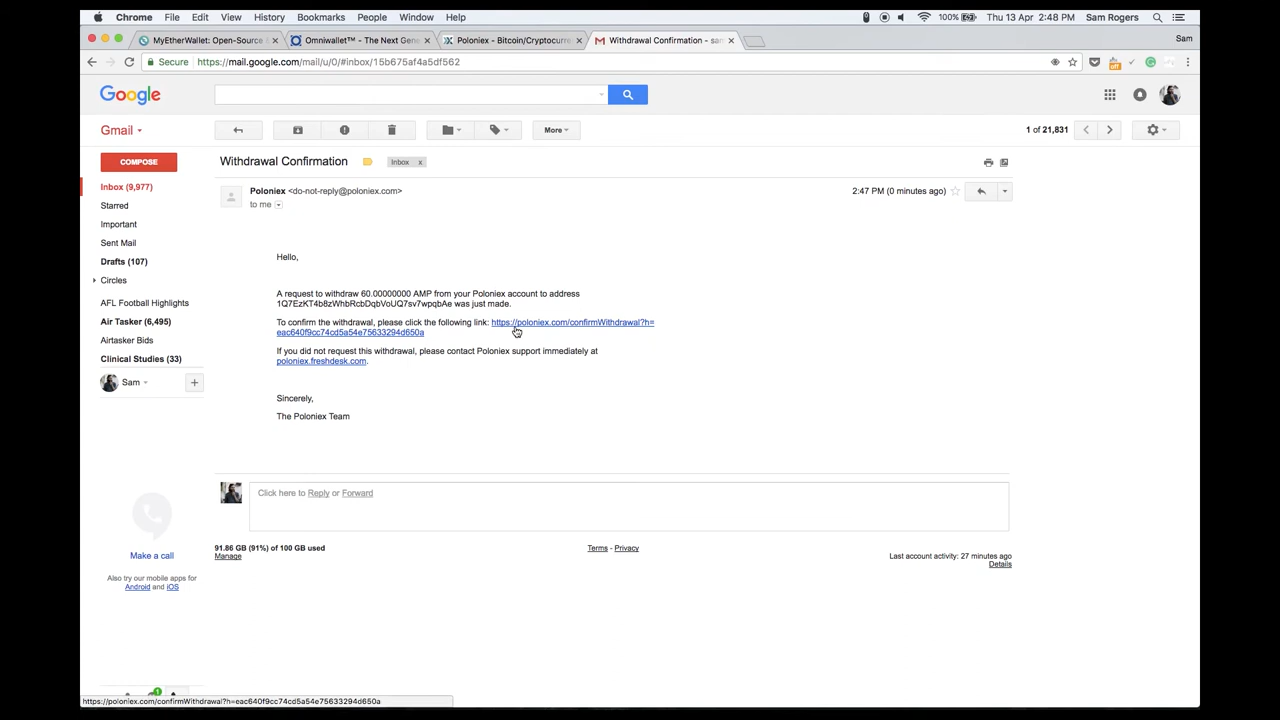 Chrome File Edit View History Bookmarks People Window Help 100% Thu 13 Apr 2:48 PM Sam Rogers
MyEtherWallet: Open-Source E × Omniwallet™ - The Next Gene × Poloniex - Bitcoin/Cryptocurre × Withdrawal Confirmation - sam × Sam
Secure https://mail.google.com/mail/u/0/#inbox/15b675af4a5df562
Google
Gmail More 1 of 21,831
COMPOSE
Withdrawal Confirmation Inbox x
Inbox (9,977)
Poloniex <do-not-reply@poloniex.com> 2:47 PM (0 minutes ago)
to me
Starred
Important
Sent Mail
Drafts (107)
Circles
AFL Football Highlights
Air Tasker (6,495)
Airtasker Bids
Clinical Studies (33)
Sam
Hello,
A request to withdraw 60.00000000 AMP from your Poloniex account to address
1Q7EzKT4b8zWhbRcbDqbVoUQ7sv7wpqbAe was just made.
To confirm the withdrawal, please click the following link: https://poloniex.com/confirmWithdrawal?h=
eac640f9cc74cd5a54e75633294d650a
If you did not request this withdrawal, please contact Poloniex support immediately at
poloniex.freshdesk.com.
Sincerely,
The Poloniex Team
Click here to Reply or Forward
Make a call
Also try our mobile apps for
Android and iOS
91.86 GB (91%) of 100 GB used
Manage
Terms - Privacy
Last account activity: 27 minutes ago
Details
1
https://poloniex.com/confirmWithdrawal?h=eac640f9cc74cd5a54e75633294d650a